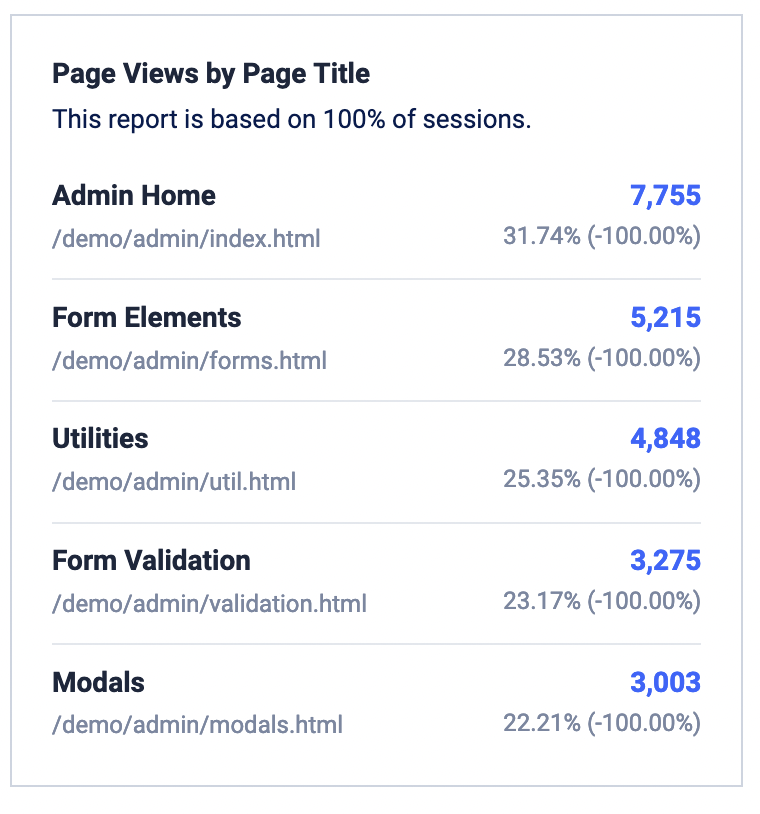 Page Views by Page Title
This report is based on 100% of sessions.
Admin Home
7,755
/demo/admin/index.html
31.74% (-100.00%)
Form Elements
5,215
/demo/admin/forms.html
28.53% (-100.00%)
Utilities
4,848
/demo/admin/util.html
25.35% (-100.00%)
Form Validation
3,275
/demo/admin/validation.html
23.17% (-100.00%)
Modals
3,003
/demo/admin/modals.html
22.21% (-100.00%)